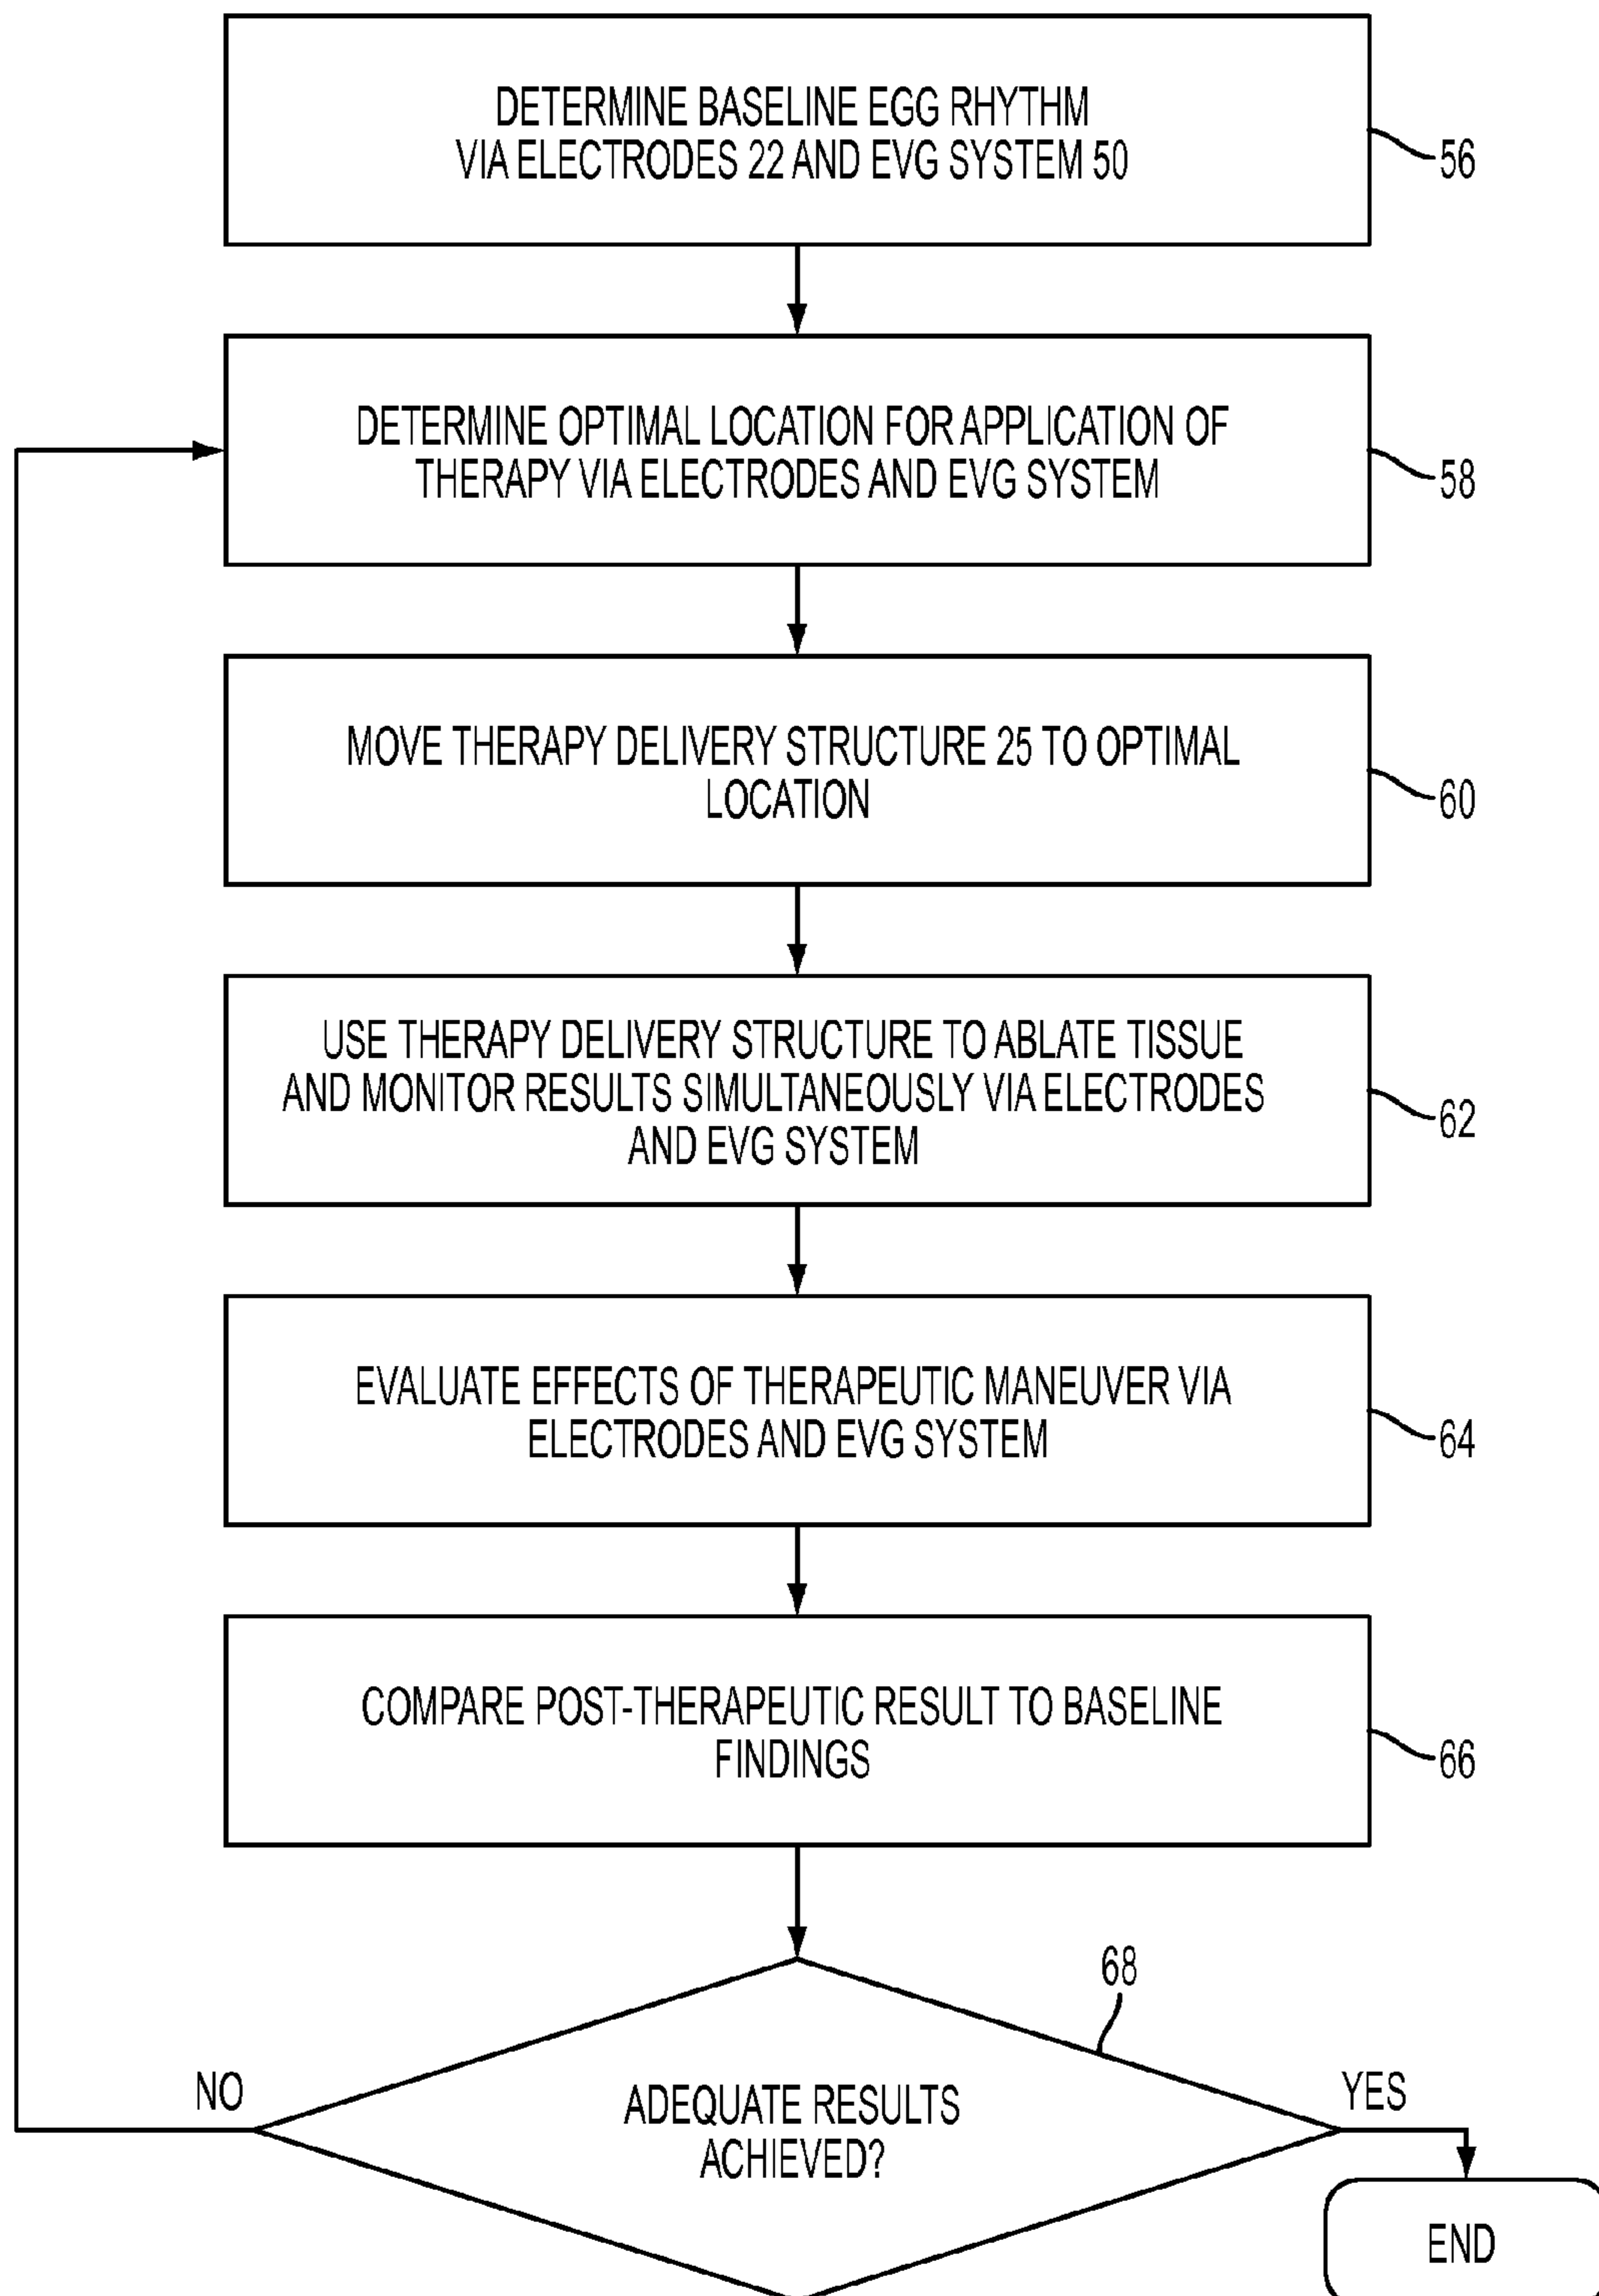 DETERMINE BASELINE EGG RHYTHM
VIA ELECTRODES 22 AND EVG SYSTEM 50
56
DETERMINE OPTIMAL LOCATION FOR APPLICATION OF
THERAPY VIA ELECTRODES AND EVG SYSTEM
58
MOVE THERAPY DELIVERY STRUCTURE 25 TO OPTIMAL
LOCATION
60
USE THERAPY DELIVERY STRUCTURE TO ABLATE TISSUE
AND MONITOR RESULTS SIMULTANEOUSLY VIA ELECTRODES
AND EVG SYSTEM
62
EVALUATE EFFECTS OF THERAPEUTIC MANEUVER VIA
ELECTRODES AND EVG SYSTEM
64
COMPARE POST-THERAPEUTIC RESULT TO BASELINE
FINDINGS
66
68
NO
ADEQUATE RESULTS
ACHIEVED?
YES
END